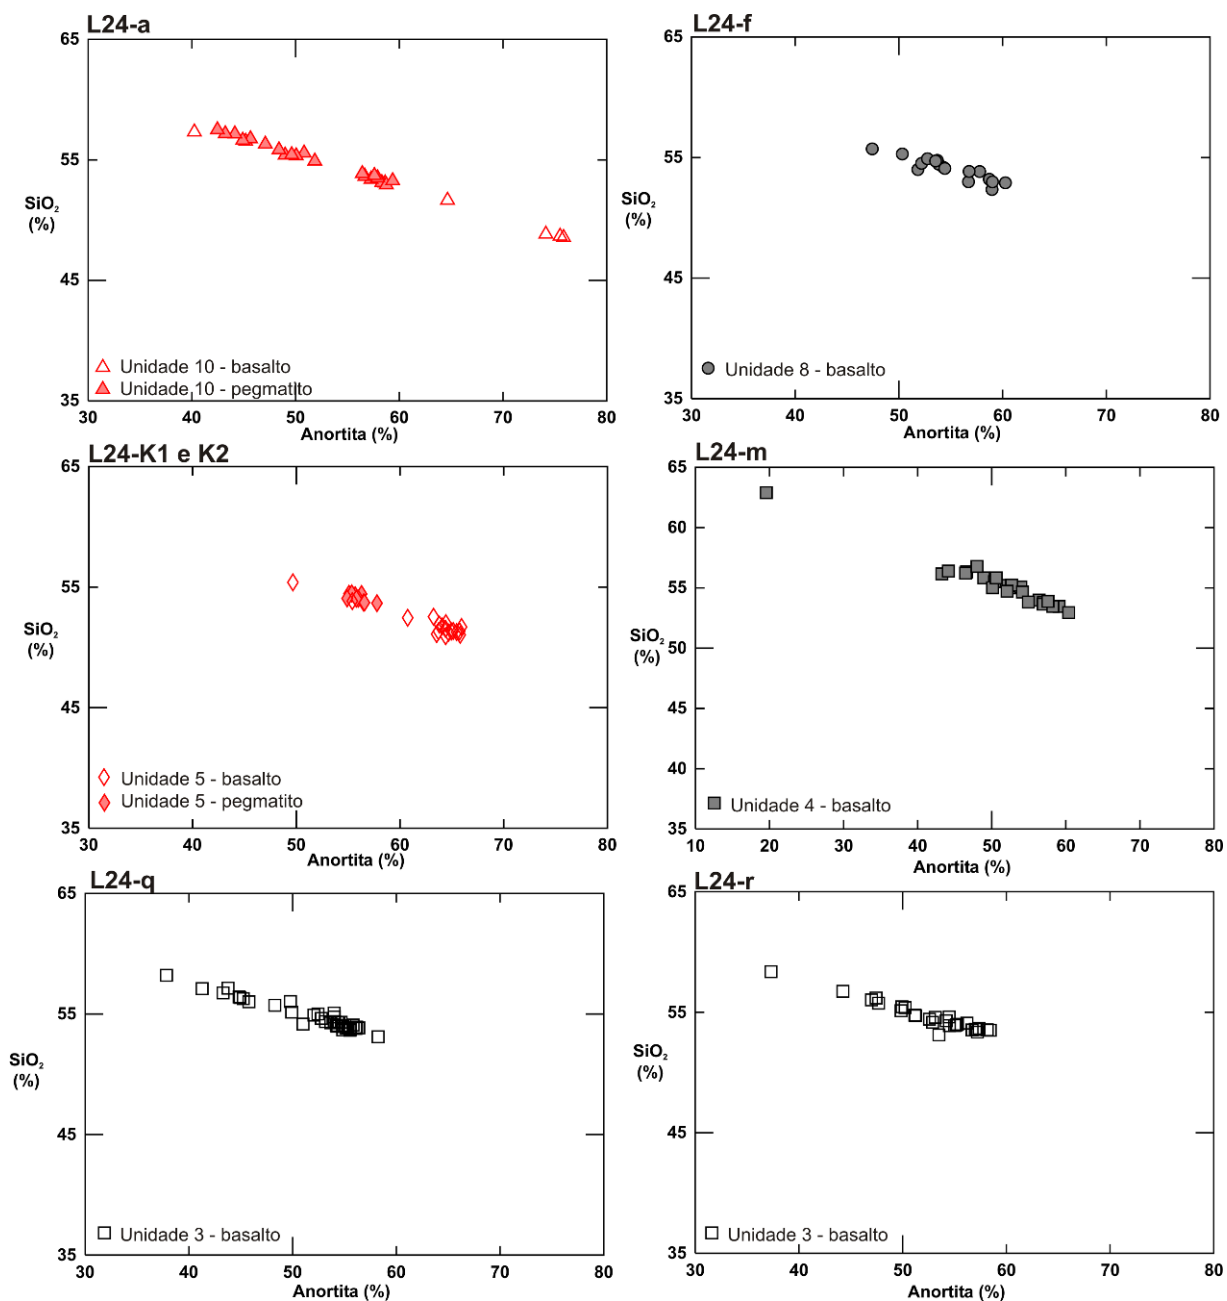 L24-a
65
55
SiO₂
(%)
45
Unidade 10 - basalto
Unidade 10 - pegmatito
35
30 40 50 60 70 80
Anortita (%)
L24-f
65
55
SiO₂
(%)
45
Unidade 8 - basalto
35
30 40 50 60 70 80
Anortita (%)
L24-K1 e K2
65
55
SiO₂
(%)
45
Unidade 5 - basalto
Unidade 5 - pegmatito
35
30 40 50 60 70 80
Anortita (%)
L24-m
65
60
55
SiO₂
(%)
50
45
40
Unidade 4 - basalto
35
10 20 30 40 50 60 70 80
Anortita (%)
L24-q
65
55
SiO₂
(%)
45
Unidade 3 - basalto
35
30 40 50 60 70 80
Anortita (%)
L24-r
65
55
SiO₂
(%)
45
Unidade 3 - basalto
35
30 40 50 60 70 80
Anortita (%)